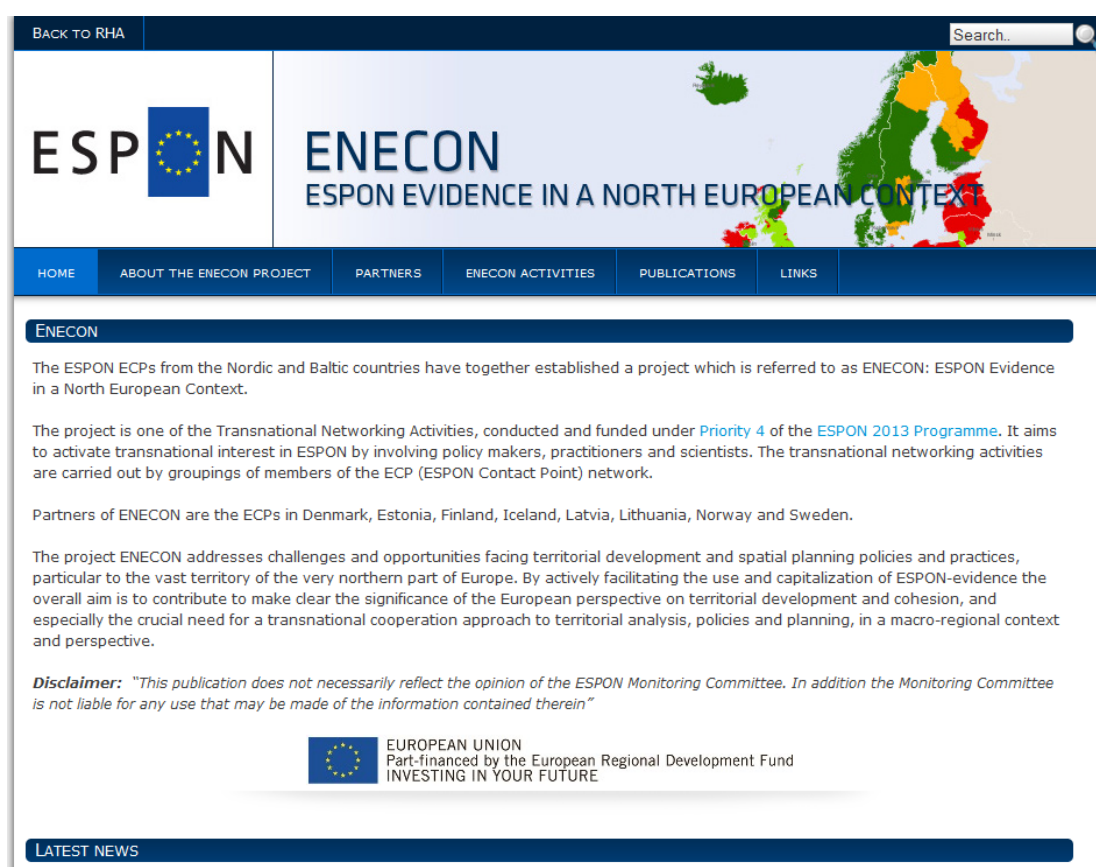 BACK TO RHA
Search..
ESPON
ENECON
ESPON EVIDENCE IN A NORTH EUROPEAN CONTEXT
HOME ABOUT THE ENECON PROJECT PARTNERS ENECON ACTIVITIES PUBLICATIONS LINKS
ENECON
The ESPON ECPs from the Nordic and Baltic countries have together established a project which is referred to as ENECON: ESPON Evidence
in a North European Context.
The project is one of the Transnational Networking Activities, conducted and funded under Priority 4 of the ESPON 2013 Programme. It aims
to activate transnational interest in ESPON by involving policy makers, practitioners and scientists. The transnational networking activities
are carried out by groupings of members of the ECP (ESPON Contact Point) network.
Partners of ENECON are the ECPs in Denmark, Estonia, Finland, Iceland, Latvia, Lithuania, Norway and Sweden.
The project ENECON addresses challenges and opportunities facing territorial development and spatial planning policies and practices,
particular to the vast territory of the very northern part of Europe. By actively facilitating the use and capitalization of ESPON-evidence the
overall aim is to contribute to make clear the significance of the European perspective on territorial development and cohesion, and
especially the crucial need for a transnational cooperation approach to territorial analysis, policies and planning, in a macro-regional context
and perspective.
Disclaimer: "This publication does not necessarily reflect the opinion of the ESPON Monitoring Committee. In addition the Monitoring Committee
is not liable for any use that may be made of the information contained therein"
EUROPEAN UNION
Part-financed by the European Regional Development Fund
INVESTING IN YOUR FUTURE
LATEST NEWS